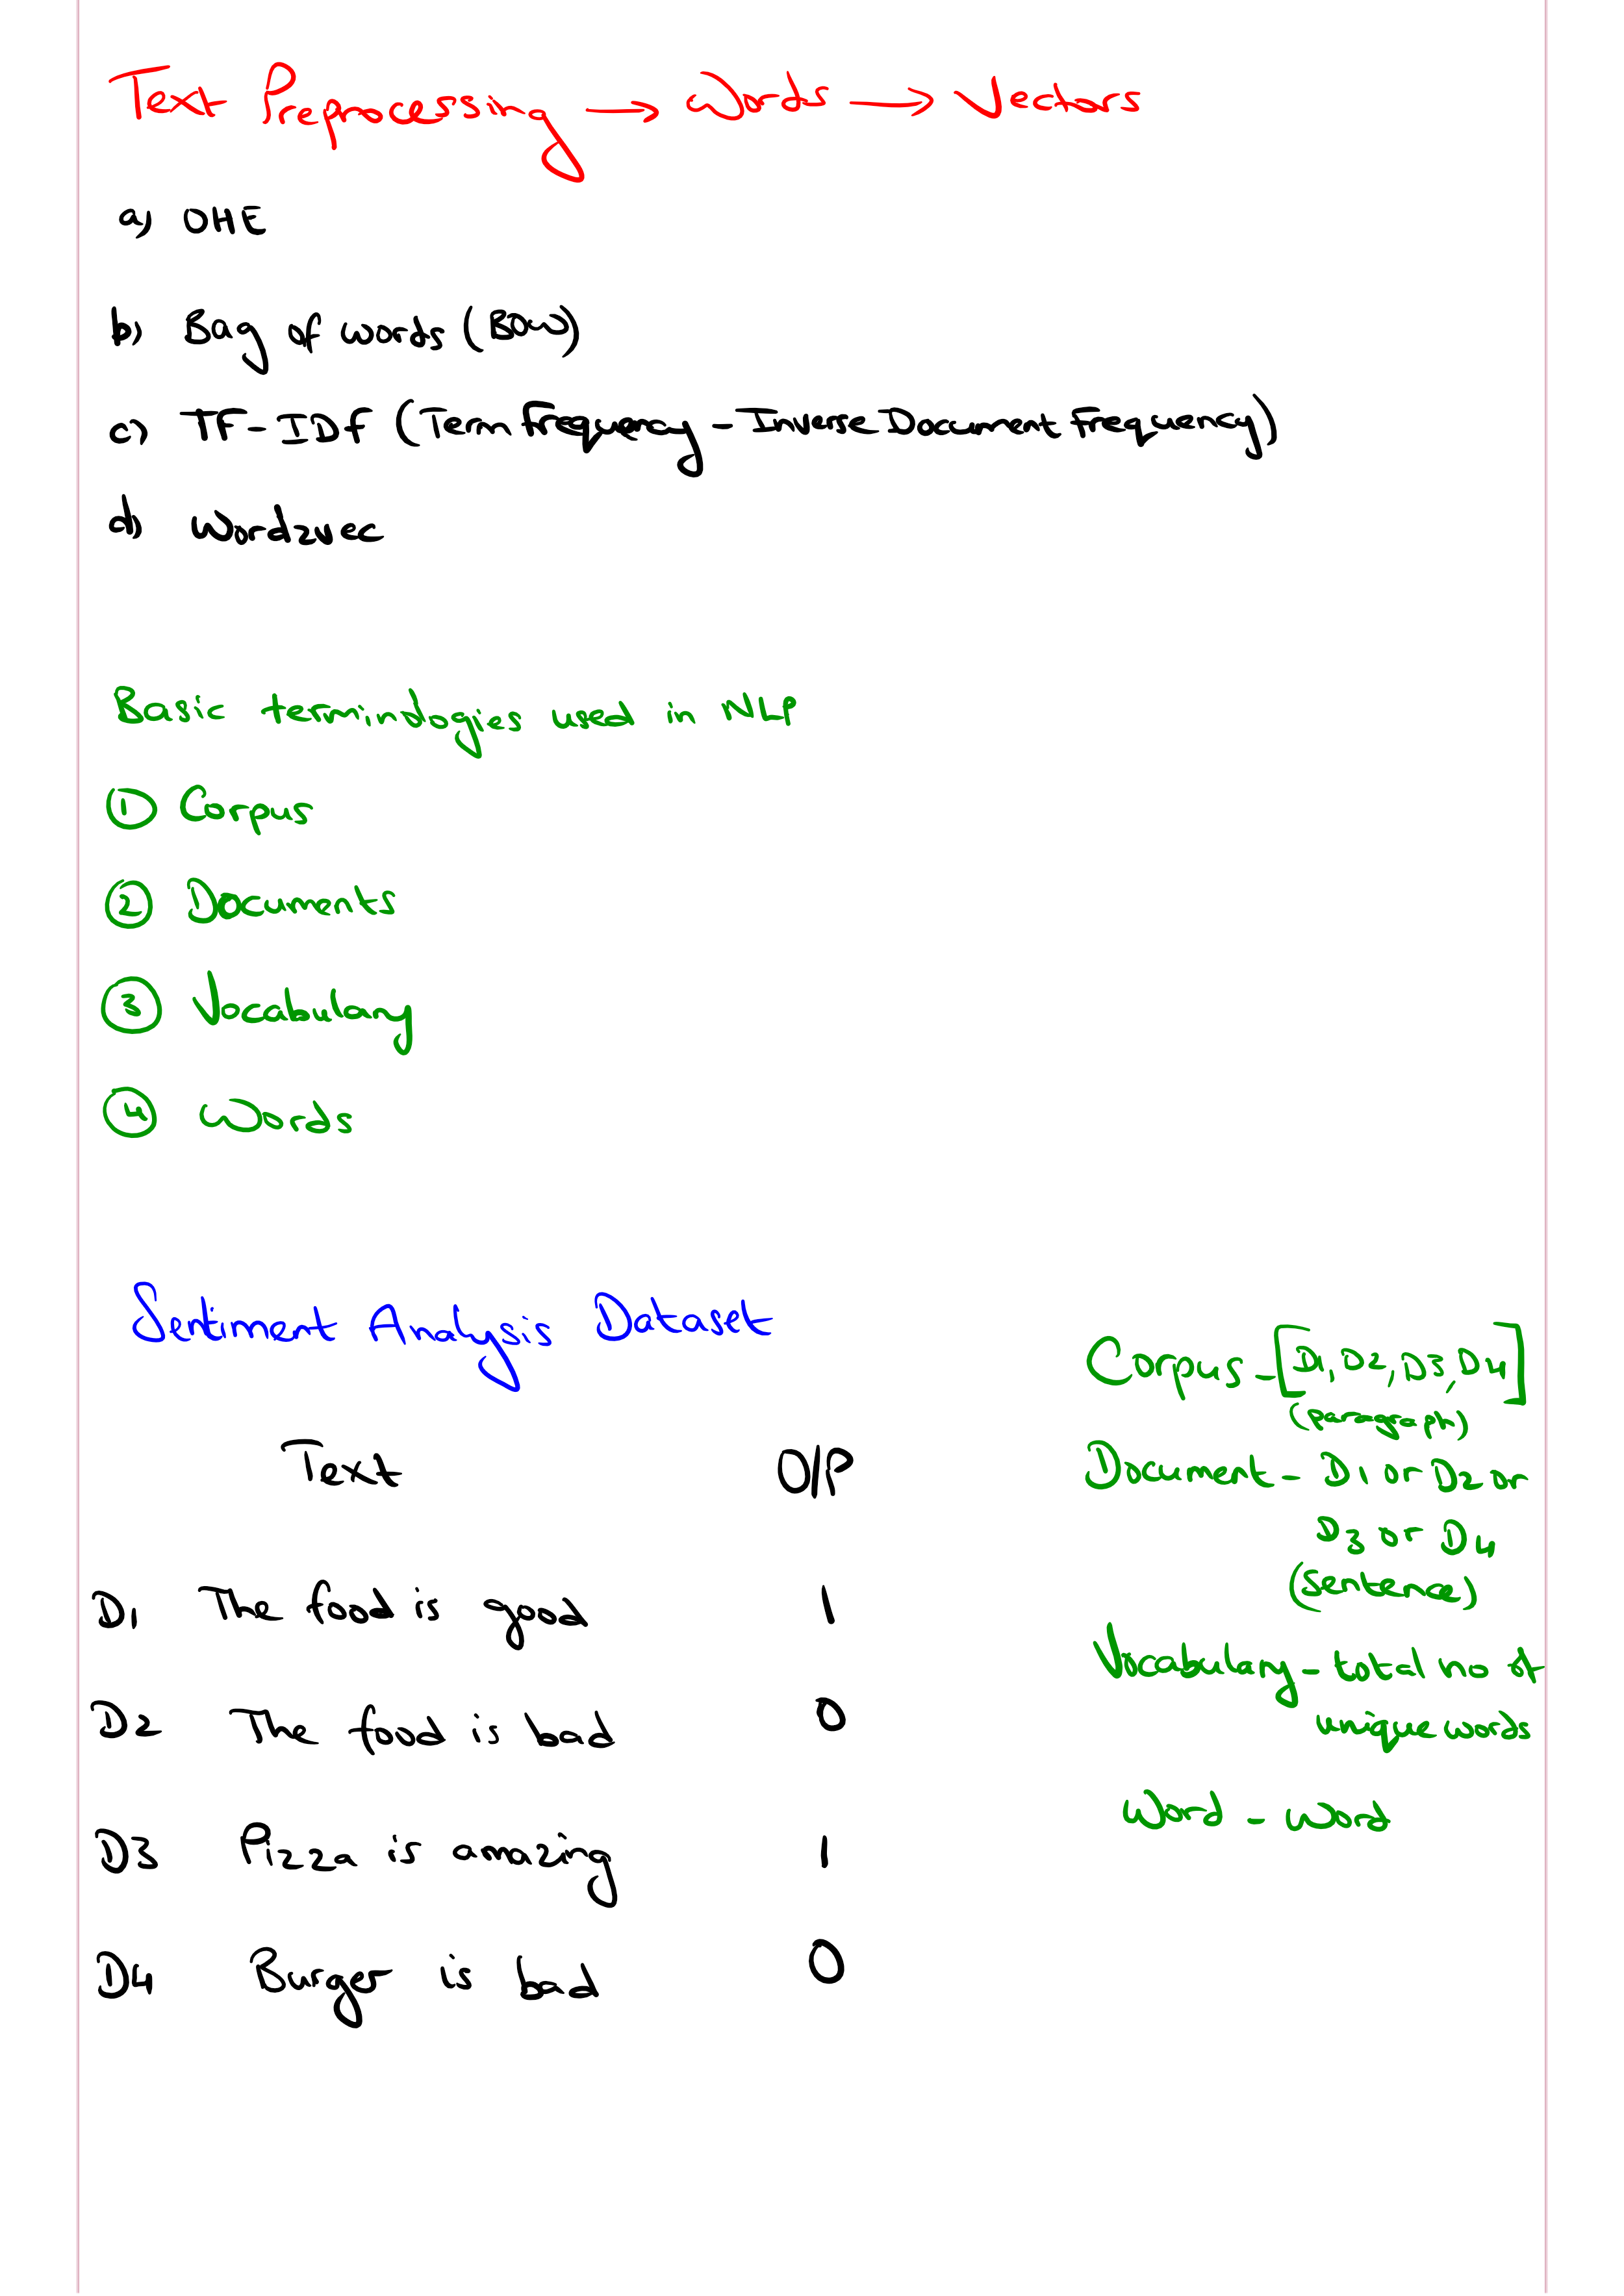 Text Preprocessing → Words → Vectors
a) OHE
b) Bag of words (BOW)
c) TF-IDF (Term Frequency - Inverse Document Frequency)
d) Word2vec
Basic terminologies used in NLP
① Corpus
② Documents
③ Vocabulary
④ Words
Sentiment Analysis Dataset
Text O/P
D1 The food is good 1
D2 The food is bad 0
D3 Pizza is amazing 1
D4 Burger is bad 0
Corpus - [D1, D2, D3, D4]
(paragraph)
Document - D1 or D2 or
D3 or D4
(sentence)
Vocabulary - total no of
unique words
Word - word